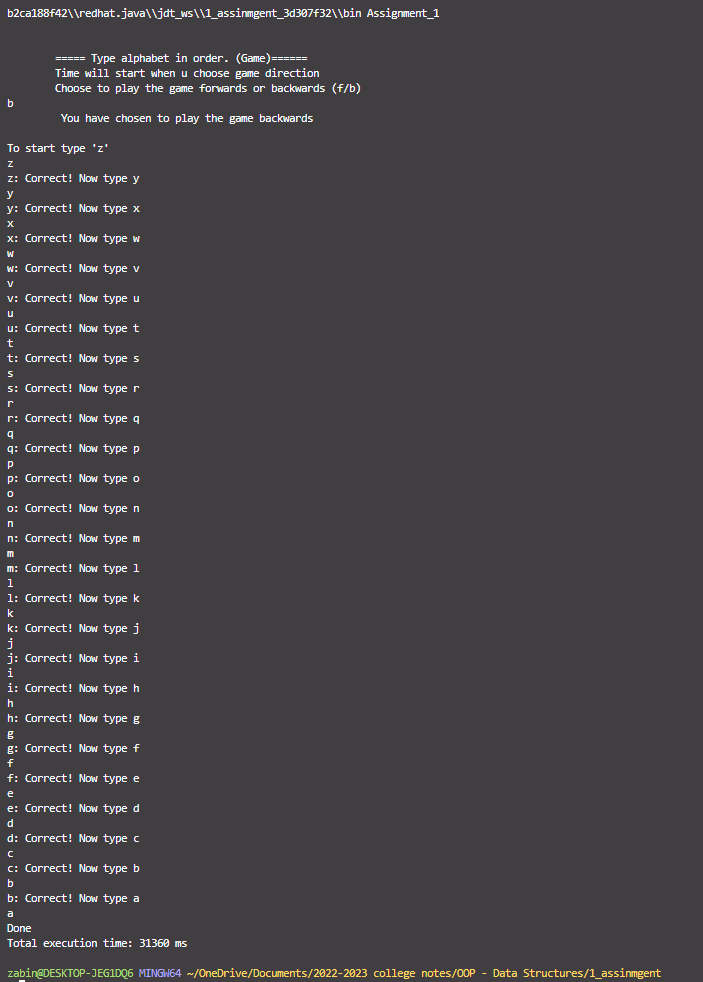 b2ca188f42\\redhat.java\\jdt_ws\\1_assinmgent_3d307f32\\bin Assignment_1
===== Type alphabet in order. (Game)======
Time will start when u choose game direction
Choose to play the game forwards or backwards (f/b)
b
You have chosen to play the game backwards
To start type 'z'
z
z: Correct! Now type y
y
y: Correct! Now type x
x
x: Correct! Now type w
w
w: Correct! Now type v
v
v: Correct! Now type u
u
u: Correct! Now type t
t
t: Correct! Now type s
s
s: Correct! Now type r
r
r: Correct! Now type q
q
q: Correct! Now type p
p
p: Correct! Now type o
o
o: Correct! Now type n
n
n: Correct! Now type m
m
m: Correct! Now type l
l
l: Correct! Now type k
k
k: Correct! Now type j
j
j: Correct! Now type i
i
i: Correct! Now type h
h
h: Correct! Now type g
g
g: Correct! Now type f
f
f: Correct! Now type e
e
e: Correct! Now type d
d
d: Correct! Now type c
c
c: Correct! Now type b
b
b: Correct! Now type a
a
Done
Total execution time: 31360 ms
zabin@DESKTOP-JEG1DQ6 MINGW64 ~/OneDrive/Documents/2022-2023 college notes/OOP - Data Structures/1_assinmgent